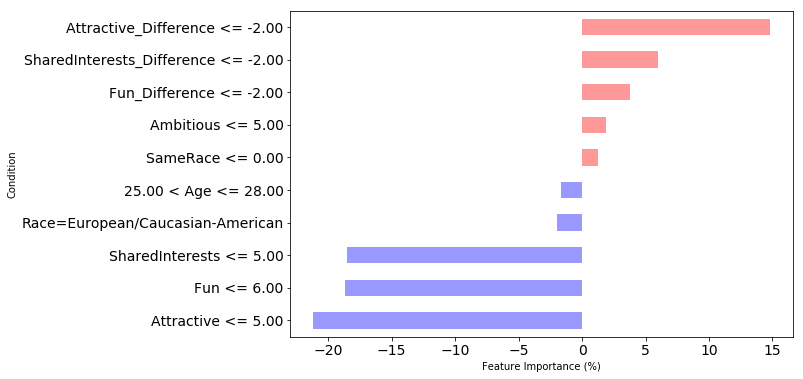 Attractive_Difference <= -2.00
SharedInterests_Difference <= -2.00
Fun_Difference <= -2.00
Ambitious <= 5.00
SameRace <= 0.00
25.00 < Age <= 28.00
Race=European/Caucasian-American
SharedInterests <= 5.00
Fun <= 6.00
Attractive <= 5.00
Condition
−20 −15 −10 −5 0 5 10 15
Feature Importance (%)